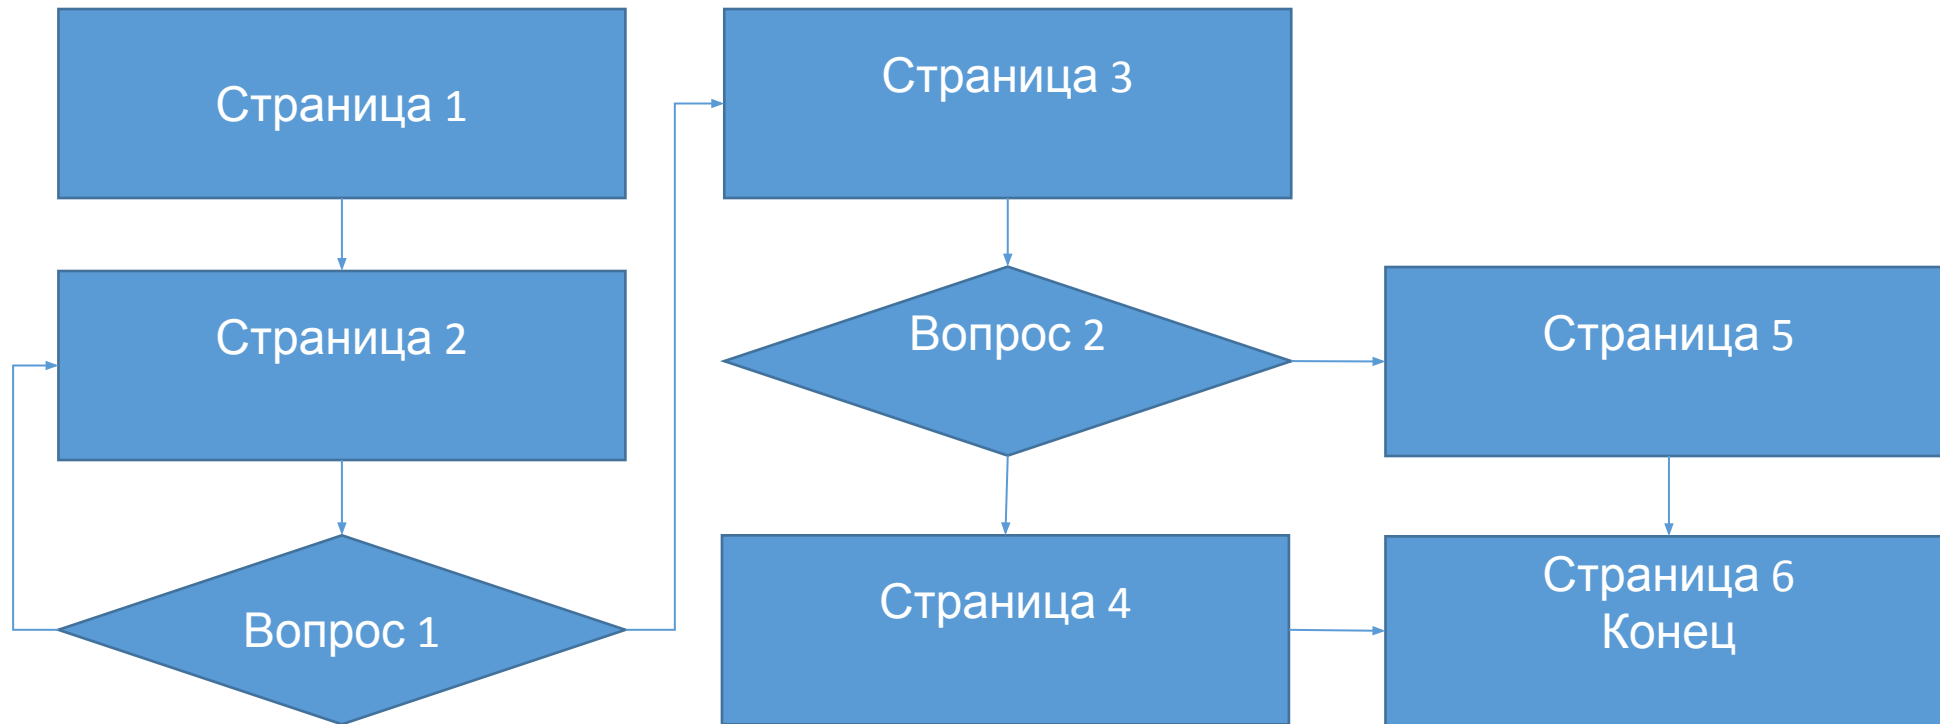 Страница 1
Страница 2
Вопрос 1
Страница 3
Вопрос 2
Страница 4
Страница 5
Страница 6
Конец